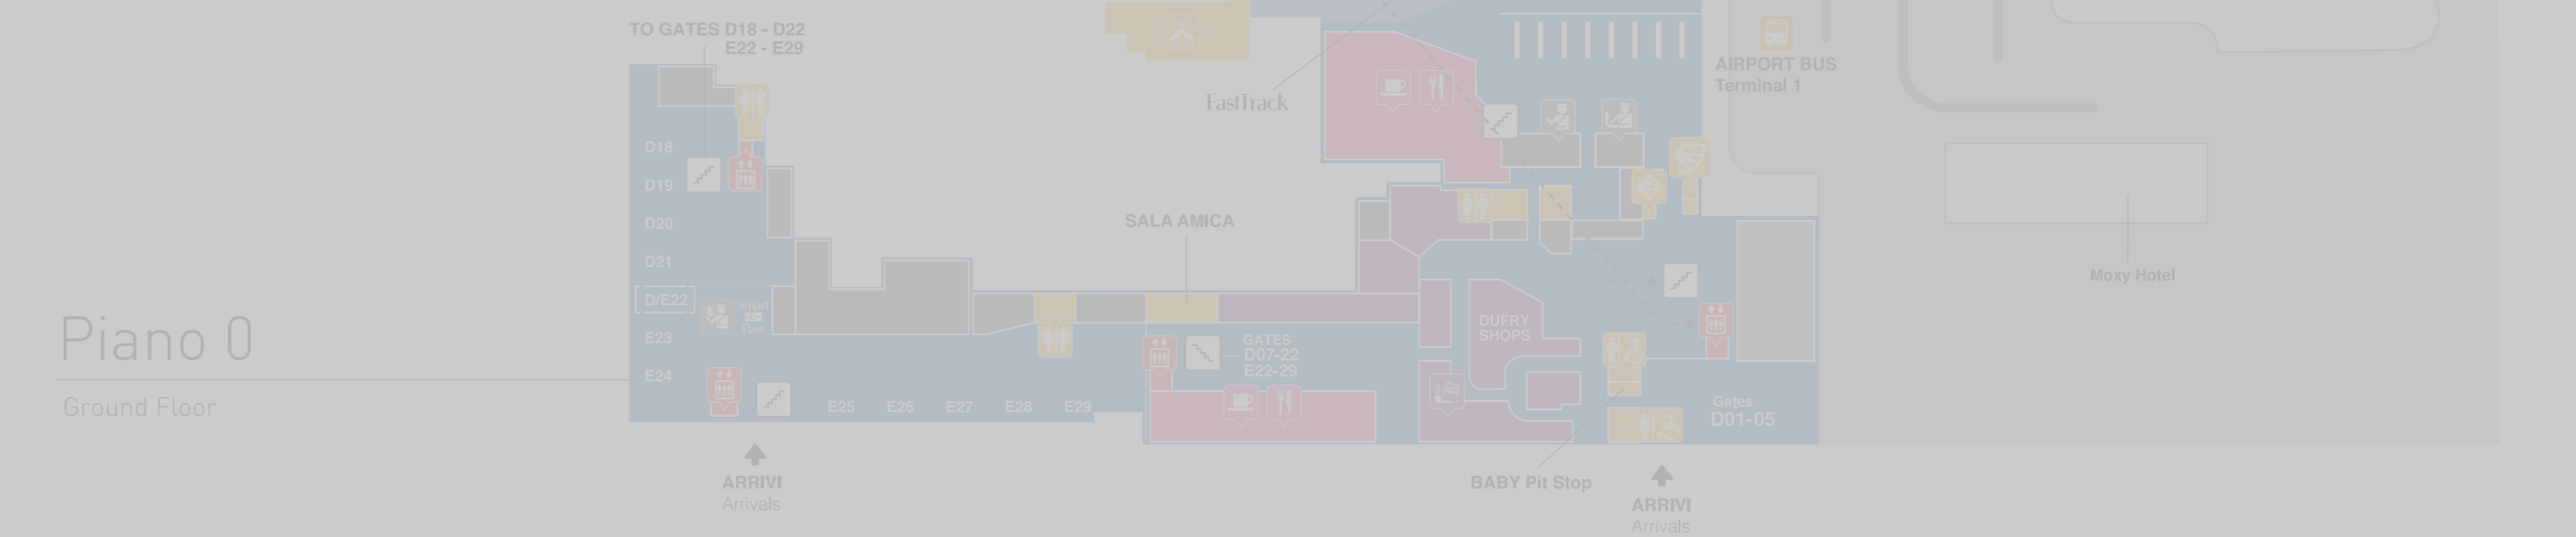 TO GATES D18 - D22
E22 - E29
D18
D19
D20
D21
D/E22
E23
E24
Smart
Pass
E25 E26 E27 E28 E29
ARRIVI
Arrivals
Piano 0
Ground Floor
FastTrack
SALA AMICA
GATES
D07-22
E22-29
DUFRY
SHOPS
BABY Pit Stop
Gates
D01-05
ARRIVI
Arrivals
AIRPORT BUS
Terminal 1
Moxy Hotel